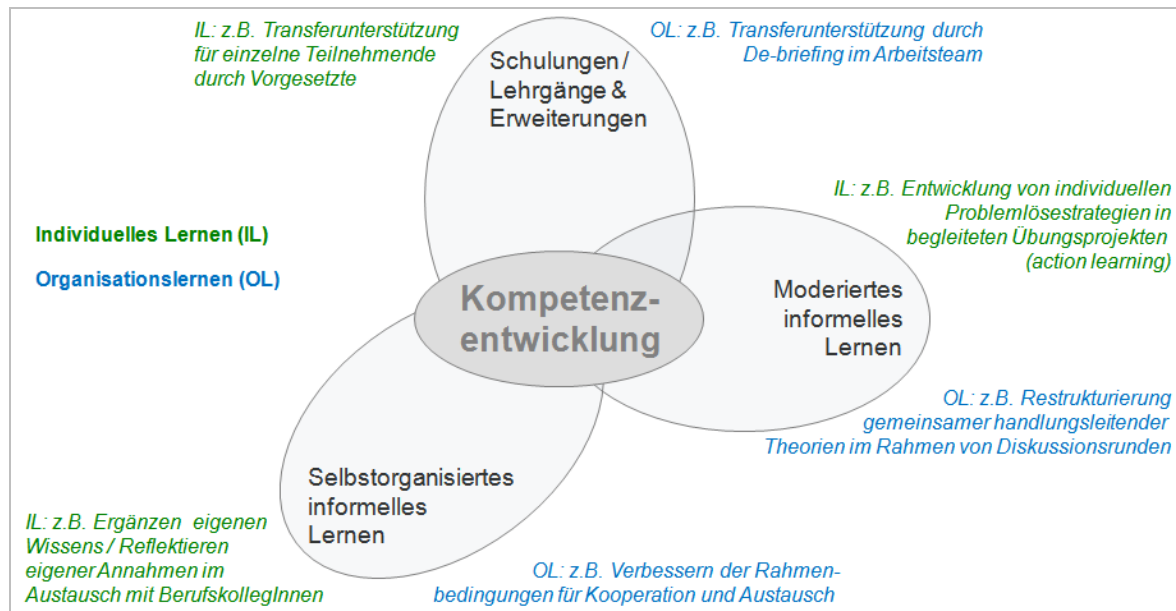 IL: z.B. Transferunterstützung
für einzelne Teilnehmende
durch Vorgesetzte
Schulungen /
Lehrgänge &
Erweiterungen
OL: z.B. Transferunterstützung durch
De-briefing im Arbeitsteam
IL: z.B. Entwicklung von individuellen
Problemlösestrategien in
begleiteten Übungsprojekten
(action learning)
Individuelles Lernen (IL)
Organisationslernen (OL)
Kompetenz-
entwicklung
Moderiertes
informelles
Lernen
OL: z.B. Restrukturierung
gemeinsamer handlungsleitender
Theorien im Rahmen von Diskussionsrunden
Selbstorganisiertes
informelles
Lernen
IL: z.B. Ergänzen eigenen
Wissens / Reflektieren
eigener Annahmen im
Austausch mit BerufskollegInnen
OL: z.B. Verbessern der Rahmen-
bedingungen für Kooperation und Austausch